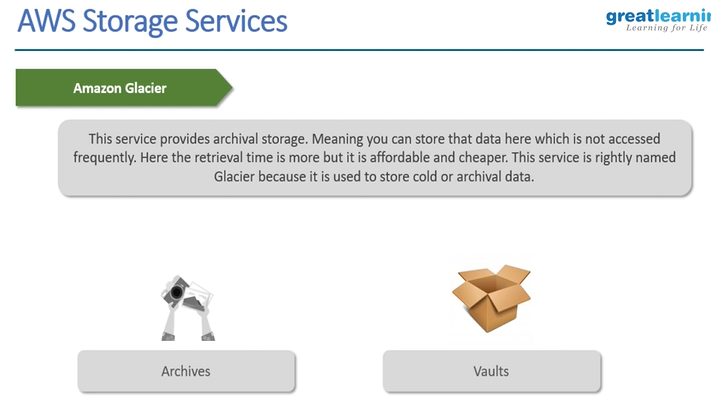 AWS Storage Services
greatlearnin
Learning for Life
Amazon Glacier
This service provides archival storage. Meaning you can store that data here which is not accessed
frequently. Here the retrieval time is more but it is affordable and cheaper. This service is rightly named
Glacier because it is used to store cold or archival data.
Archives
Vaults